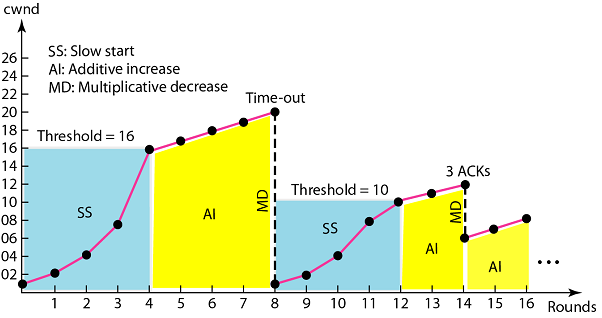 cwnd
SS: Slow start
AI: Additive increase
MD: Multiplicative decrease
26
24
22
20
18
16
14
12
10
08
06
04
02
Threshold = 16
Time-out
Threshold = 10
3 ACKs
SS
AI
MD
SS
AI
MD
AI
...
1 2 3 4 5 6 7 8 9 10 11 12 13 14 15 16 Rounds